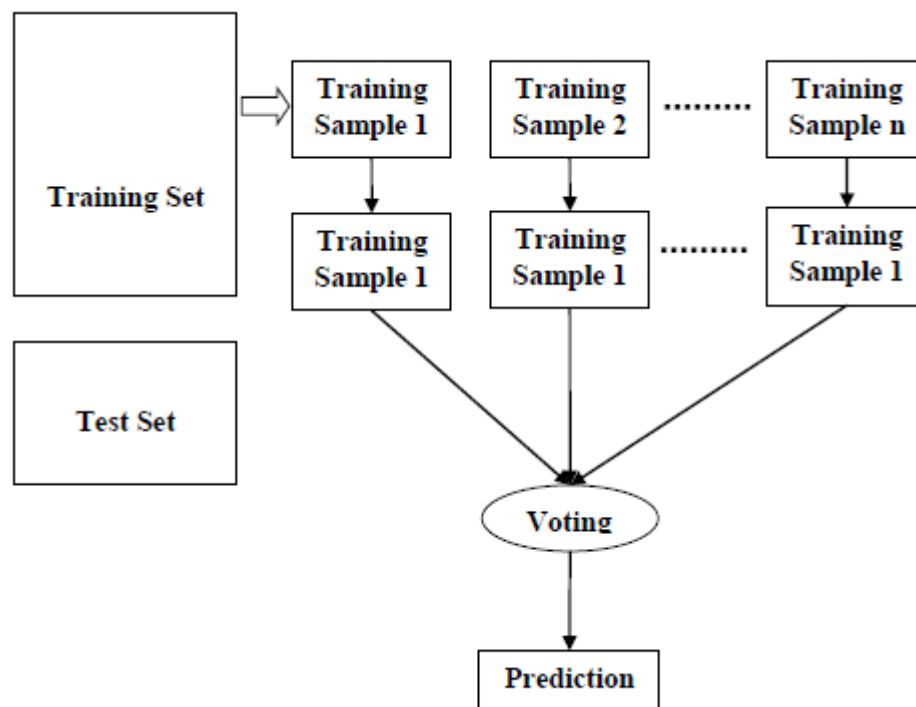 Training
Sample 1
Training
Sample 2
Training
Sample n
Training Set
Training
Sample 1
Training
Sample 1
Training
Sample 1
Test Set
Voting
Prediction